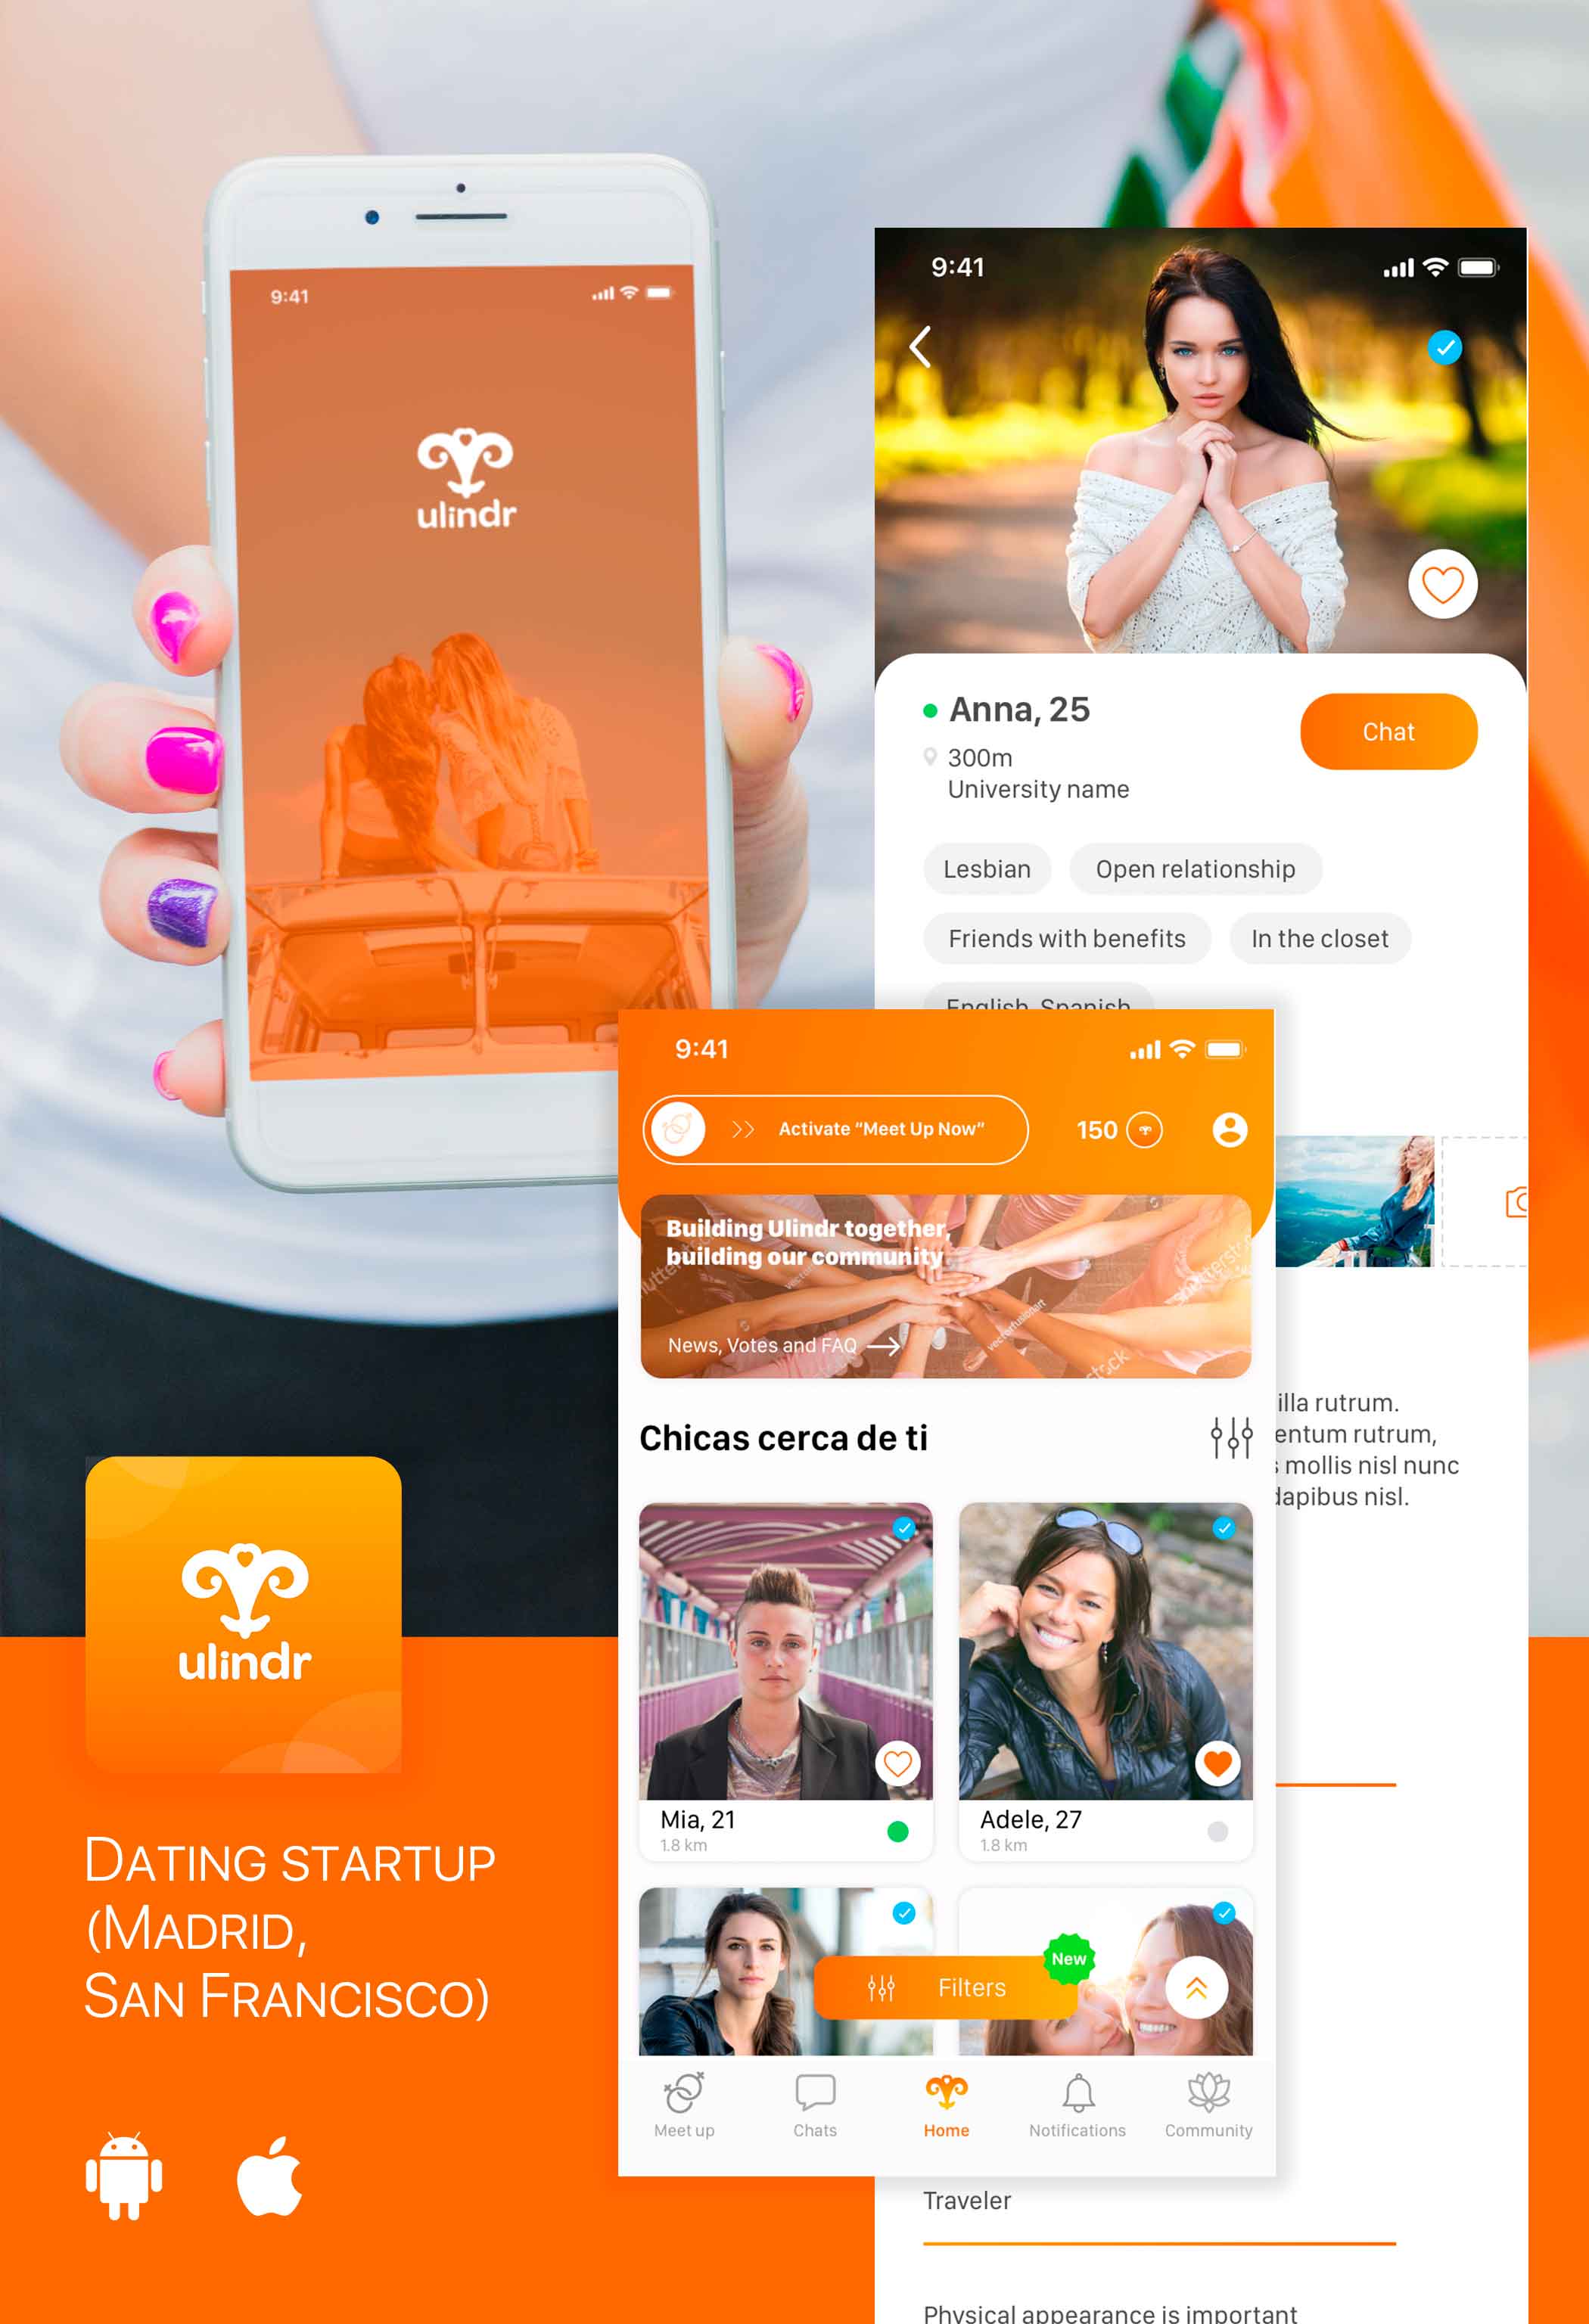 9:41
ulindr
9:41
Anna, 25
Chat
300m
University name
Lesbian
Open relationship
Friends with benefits
In the closet
English, Spanish
9:41
Activate “Meet Up Now“
150
Building Ulindr together,
building our community
News, Votes and FAQ
shutterstock
vectorfusionart
Chicas cerca de ti
illa rutrum.
entum rutrum,
mollis nisl nunc
dapibus nisl.
Mia, 21
1.8 km
Adele, 27
1.8 km
Filters
New
Meet up
Chats
Home
Notifications
Community
Traveler
Physical appearance is important
ulindr
DATING STARTUP
(MADRID,
SAN FRANCISCO)